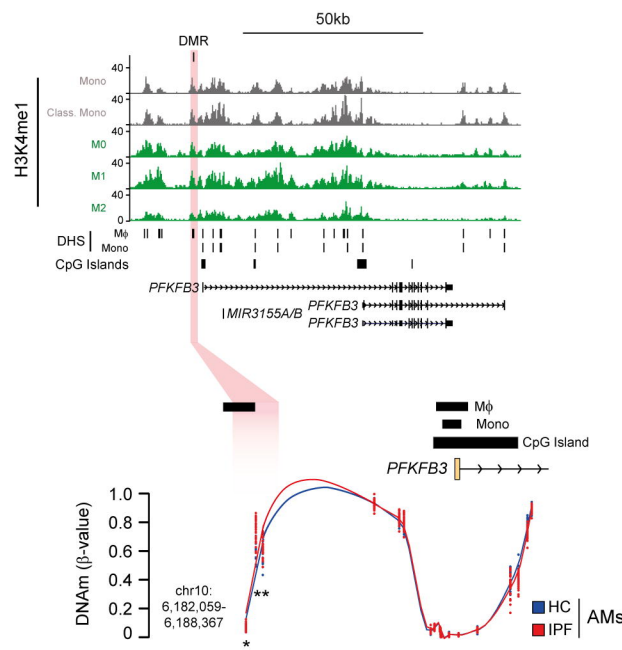 50kb
DMR
H3K4me1
40
Mono
40
Class. Mono
40
M0
40
M1
40
M2
0
DHS
Mϕ
Mono
CpG Islands
PFKFB3
MIR3155A/B
PFKFB3
PFKFB3
Mϕ
Mono
CpG Island
PFKFB3
DNAm (β-value)
1.0
0.8
0.6
0.4
0.2
0
chr10:
6,182,059-
6,188,367
**
*
HC
IPF
AMs